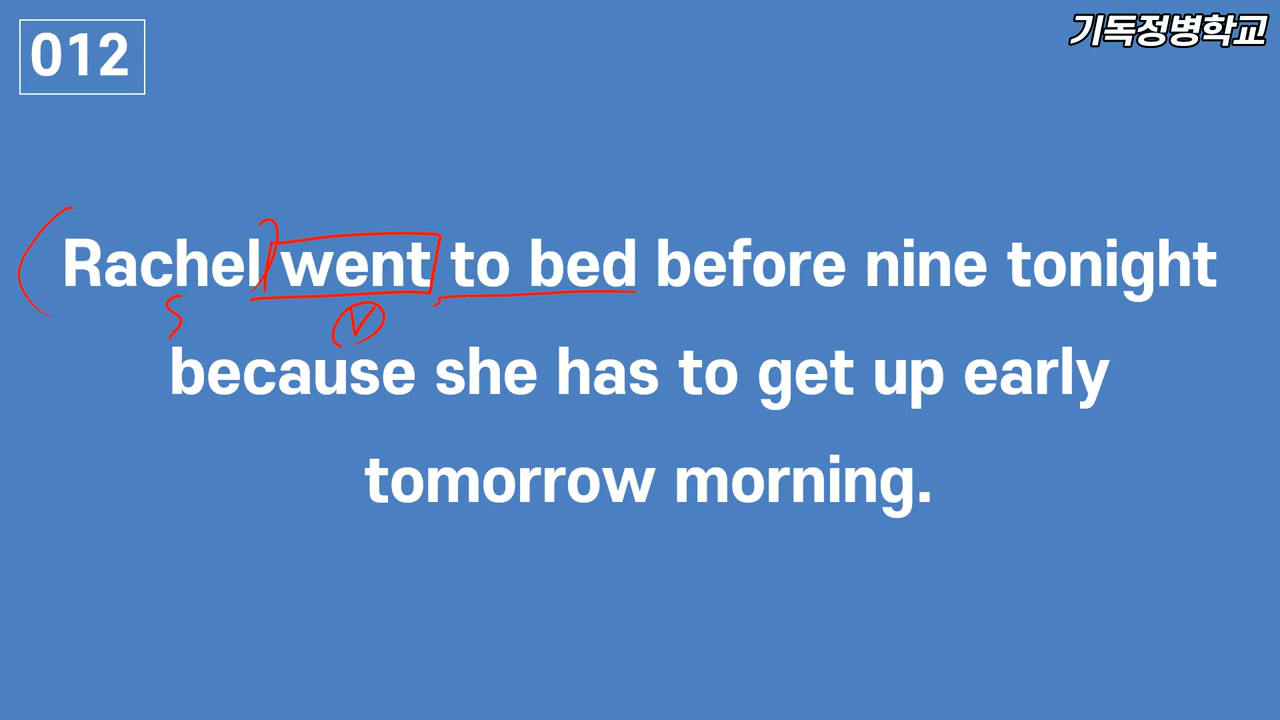 012
기독정병학교
Rachel went to bed before nine tonight
S
V
because she has to get up early
tomorrow morning.